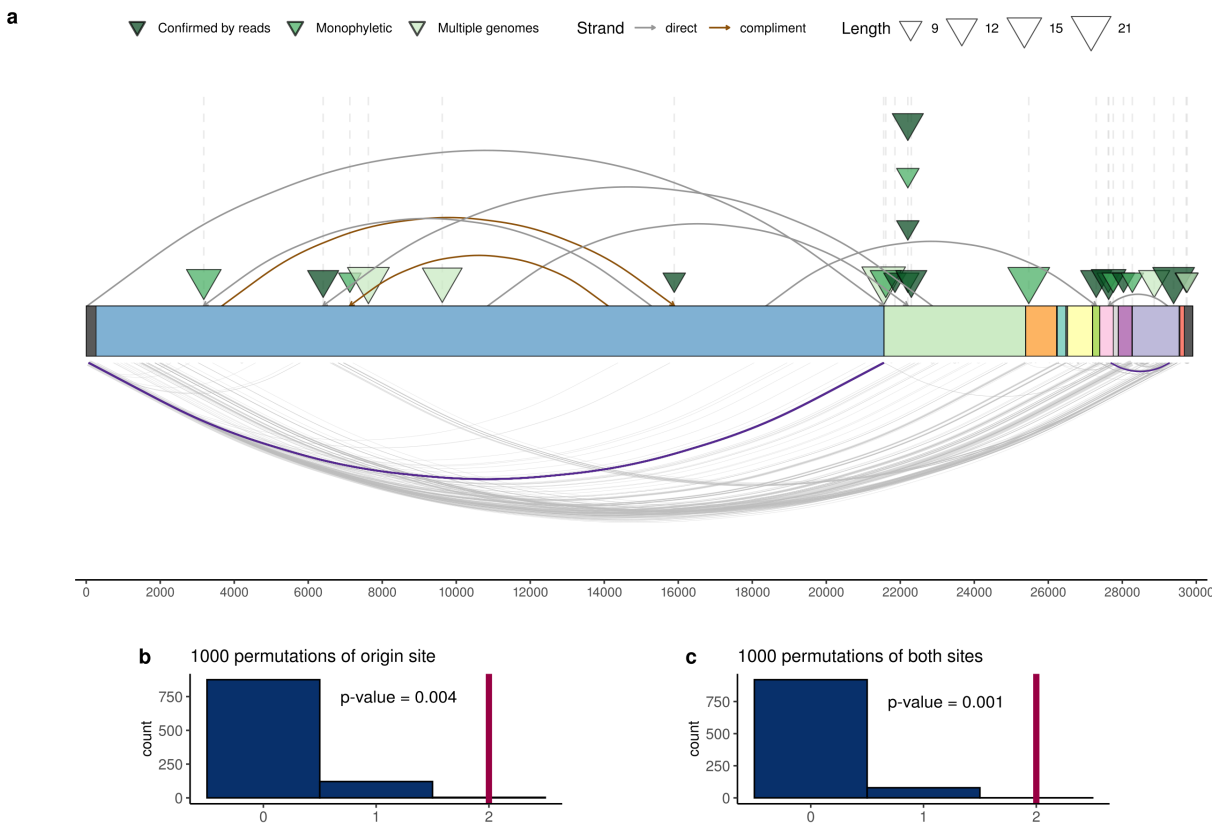 a
Confirmed by reads Monophyletic Multiple genomes Strand direct compliment Length 9 12 15 21
0 2000 4000 6000 8000 10000 12000 14000 16000 18000 20000 22000 24000 26000 28000 30000
b 1000 permutations of origin site
p-value = 0.004
count
750
500
250
0
0 1 2
c 1000 permutations of both sites
p-value = 0.001
count
750
500
250
0
0 1 2